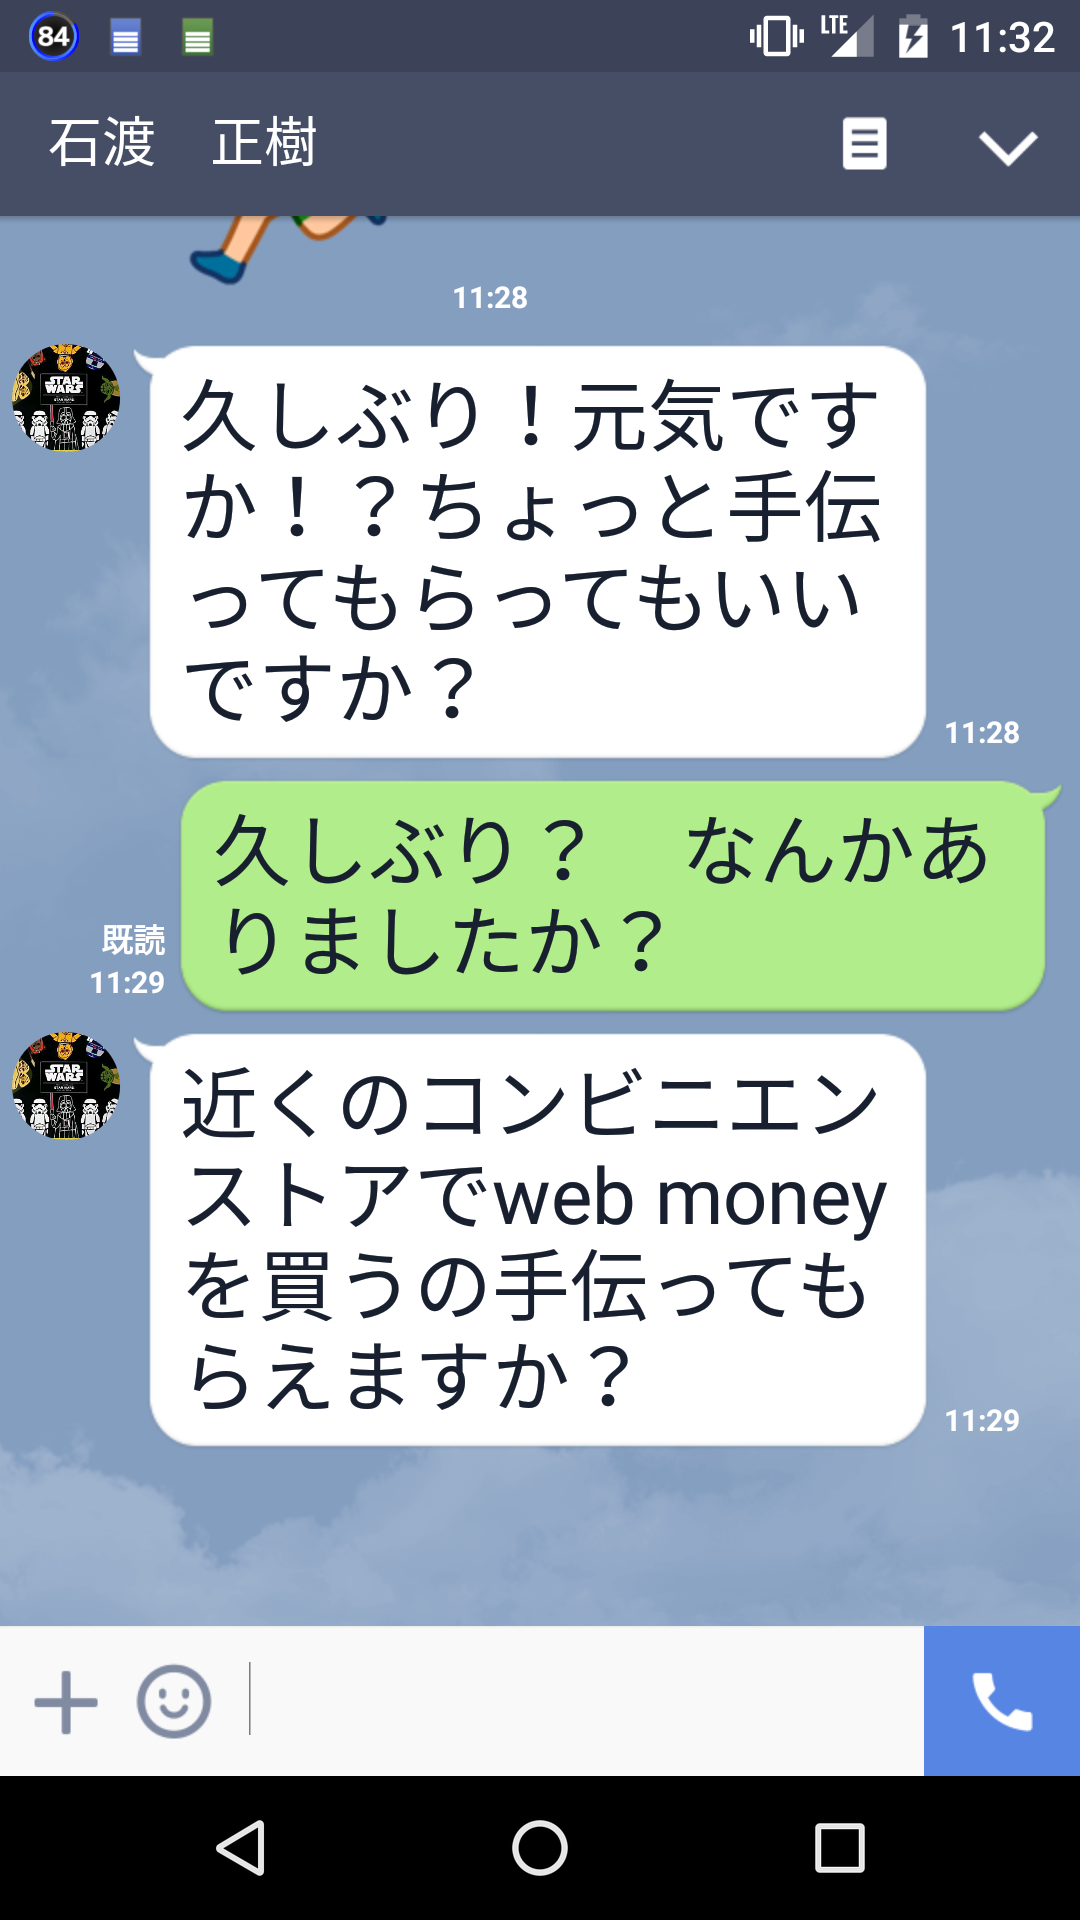 84 LTE 11:32
石渡　正樹
11:28
STAR WARS
久しぶり！元気です
か！？ちょっと手伝
ってもらってもいい
ですか？
11:28
久しぶり？　なんかあ
りましたか？
既読
11:29
STAR WARS
近くのコンビニエン
ストアでweb money
を買うの手伝っても
らえますか？
11:29